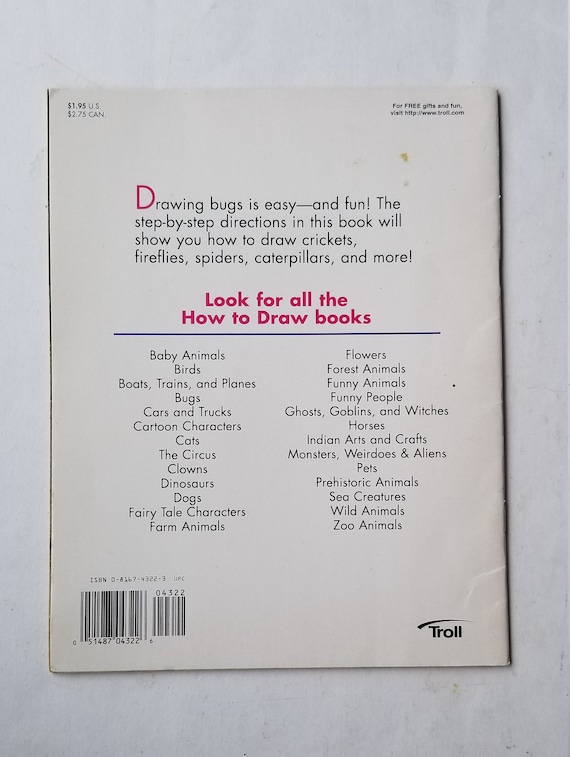 $1.95 U.S.
$2.75 CAN.
For FREE gifts and fun,
visit http://www.troll.com
Drawing bugs is easy—and fun! The
step-by-step directions in this book will
show you how to draw crickets,
fireflies, spiders, caterpillars, and more!
Look for all the
How to Draw books
Baby Animals
Birds
Boats, Trains, and Planes
Bugs
Cars and Trucks
Cartoon Characters
Cats
The Circus
Clowns
Dinosaurs
Dogs
Fairy Tale Characters
Farm Animals
Flowers
Forest Animals
Funny Animals
Funny People
Ghosts, Goblins, and Witches
Horses
Indian Arts and Crafts
Monsters, Weirdoes & Aliens
Pets
Prehistoric Animals
Sea Creatures
Wild Animals
Zoo Animals
ISBN 0-8167-4322-3 UPC
04322
0 51487 04322 6
Troll